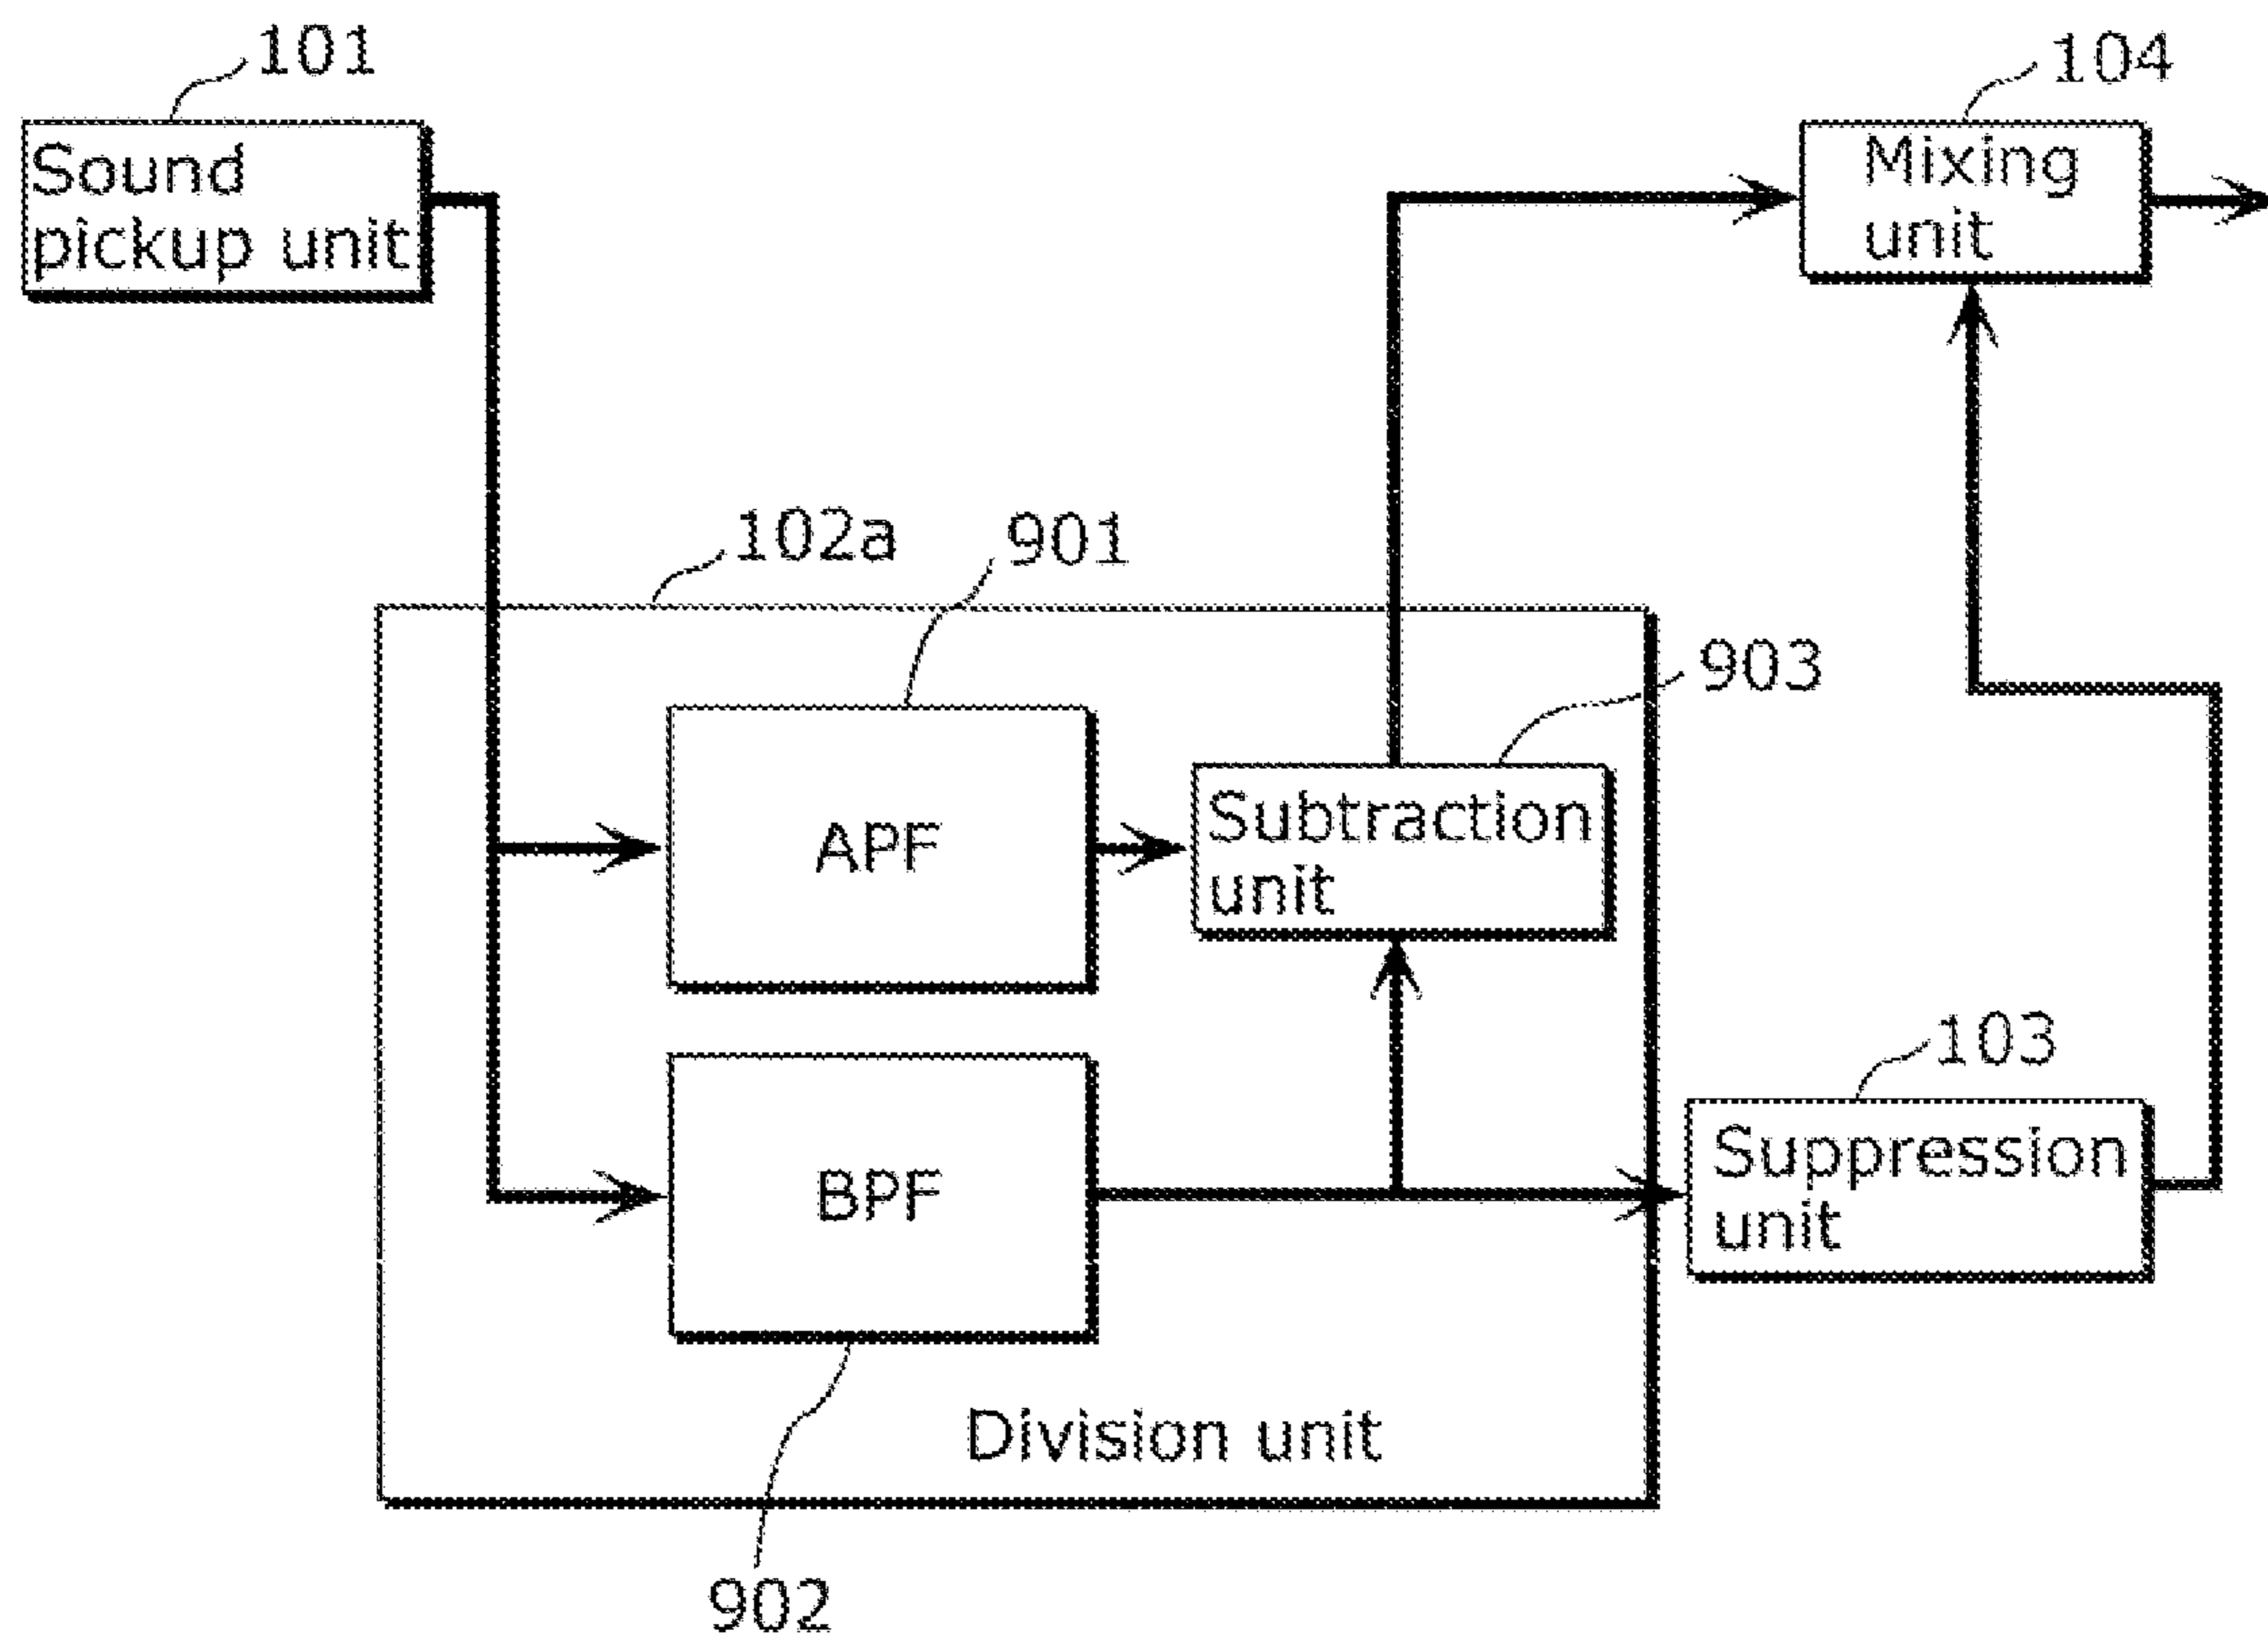 101
Sound
pickup unit
104
Mixing
unit
102a
901
903
APF
Subtraction
unit
103
BPF
Suppression
unit
Division unit
902